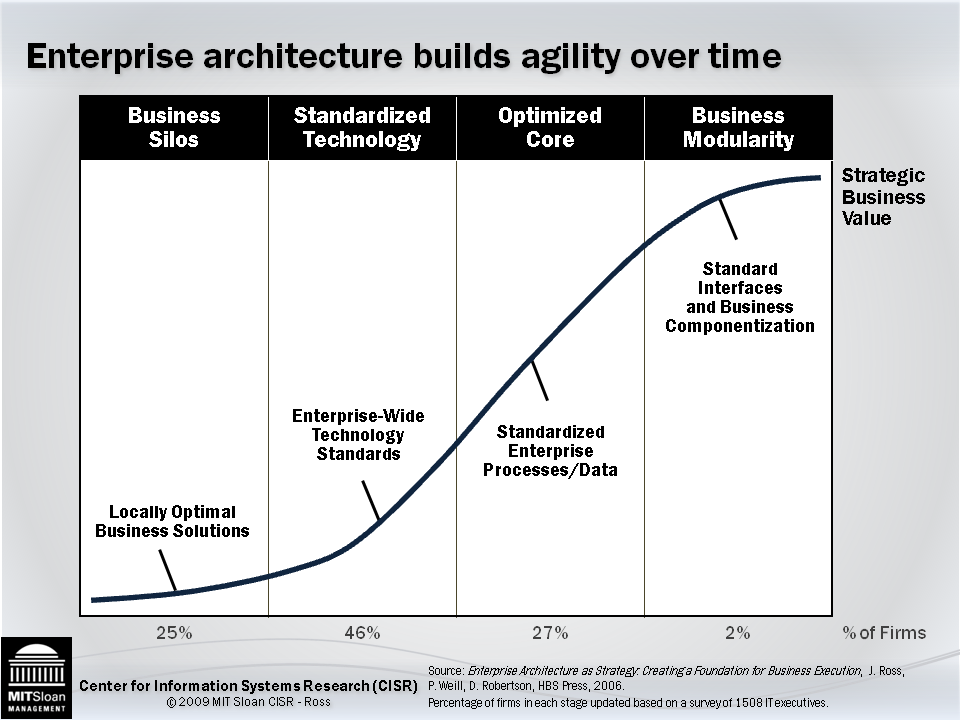 Enterprise architecture builds agility over time
Business
Silos
Standardized
Technology
Optimized
Core
Business
Modularity
Strategic
Business
Value
Standard
Interfaces
and Business
Componentization
Enterprise-Wide
Technology
Standards
Standardized
Enterprise
Processes/Data
Locally Optimal
Business Solutions
25%
46%
27%
2%
% of Firms
MITSloan
MANAGEMENT
Center for Information Systems Research (CISR)
© 2009 MIT Sloan CISR - Ross
Source: Enterprise Architecture as Strategy: Creating a Foundation for Business Execution, J. Ross,
P. Weill, D. Robertson, HBS Press, 2006.
Percentage of firms in each stage updated based on a survey of 1508 IT executives.